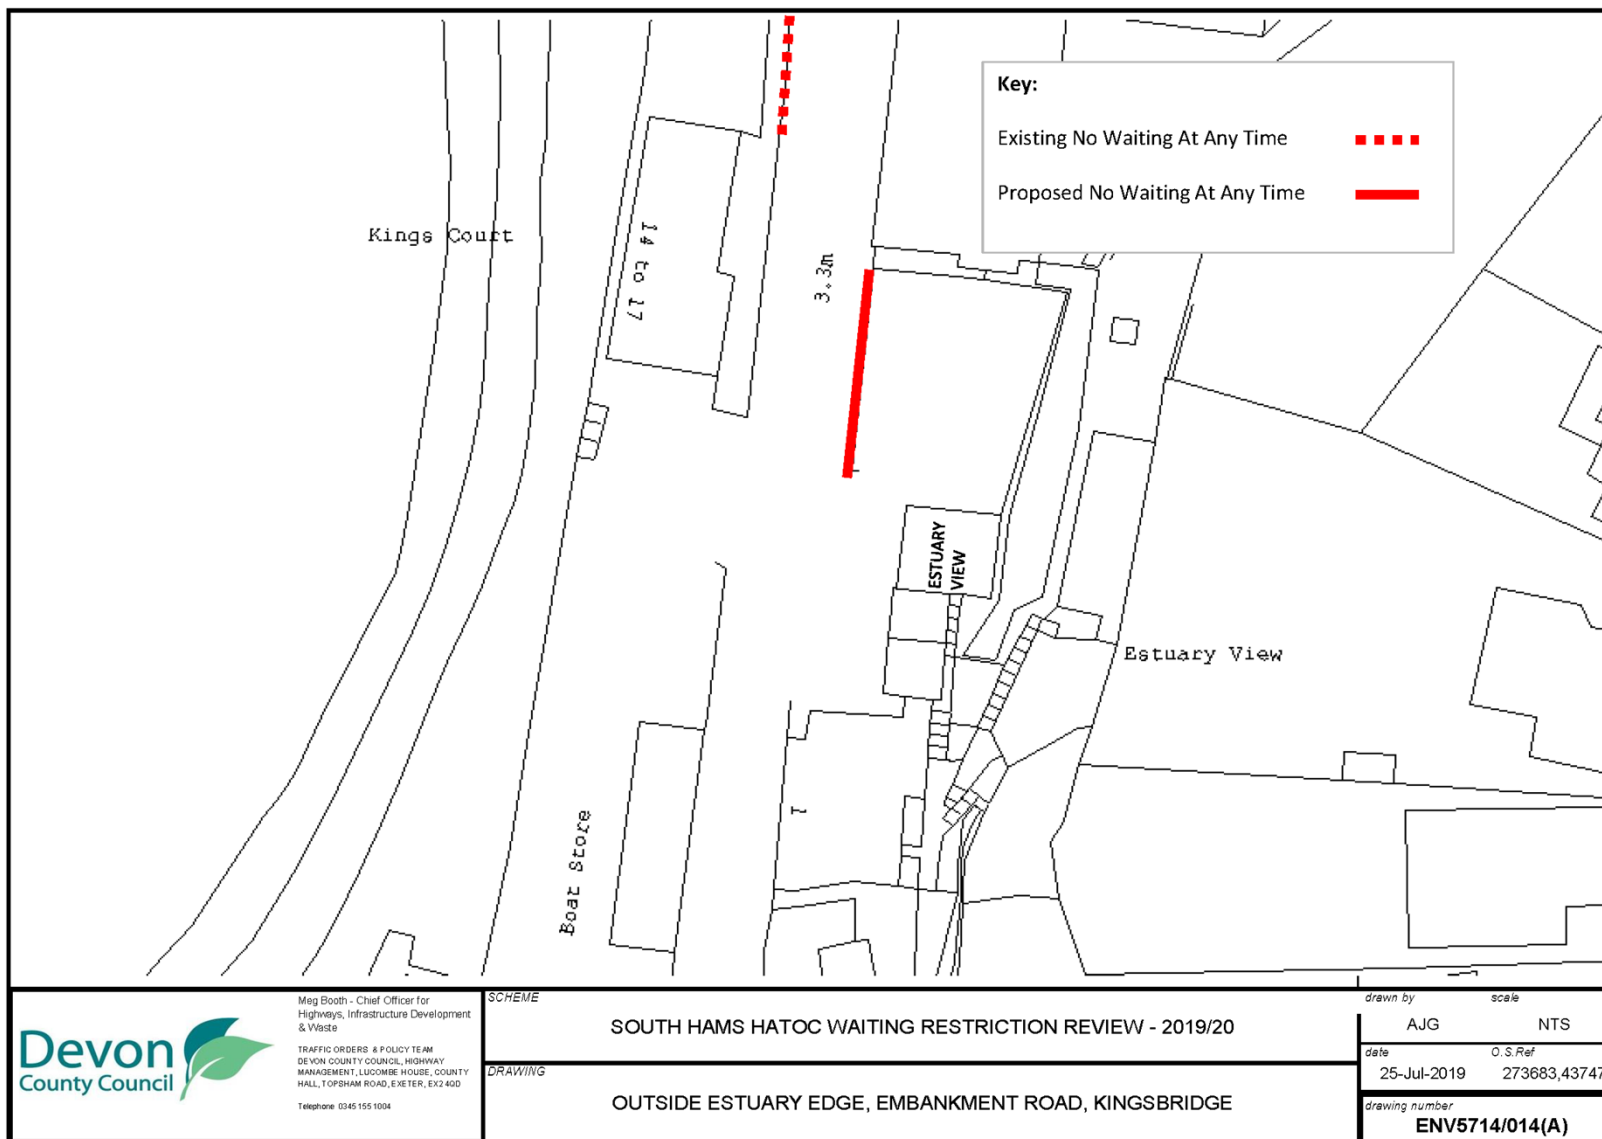 Key:
Existing No Waiting At Any Time
Proposed No Waiting At Any Time
Kings Court
14 to 17
3.3m
ESTUARY
VIEW
Estuary View
1
Boat Store
Devon
County Council
Meg Booth - Chief Officer for
Highways, Infrastructure Development
& Waste
TRAFFIC ORDERS & POLICY TEAM
DEVON COUNTY COUNCIL, HIGHWAY
MANAGEMENT, LUCOMBE HOUSE, COUNTY
HALL, TOPSHAM ROAD, EXETER, EX2 4QD
Telephone 0345 155 1004
SCHEME
SOUTH HAMS HATOC WAITING RESTRICTION REVIEW - 2019/20
DRAWING
OUTSIDE ESTUARY EDGE, EMBANKMENT ROAD, KINGSBRIDGE
drawn by
scale
AJG
NTS
date
O.S.Ref
25-Jul-2019
273683,43747
drawing number
ENV5714/014(A)